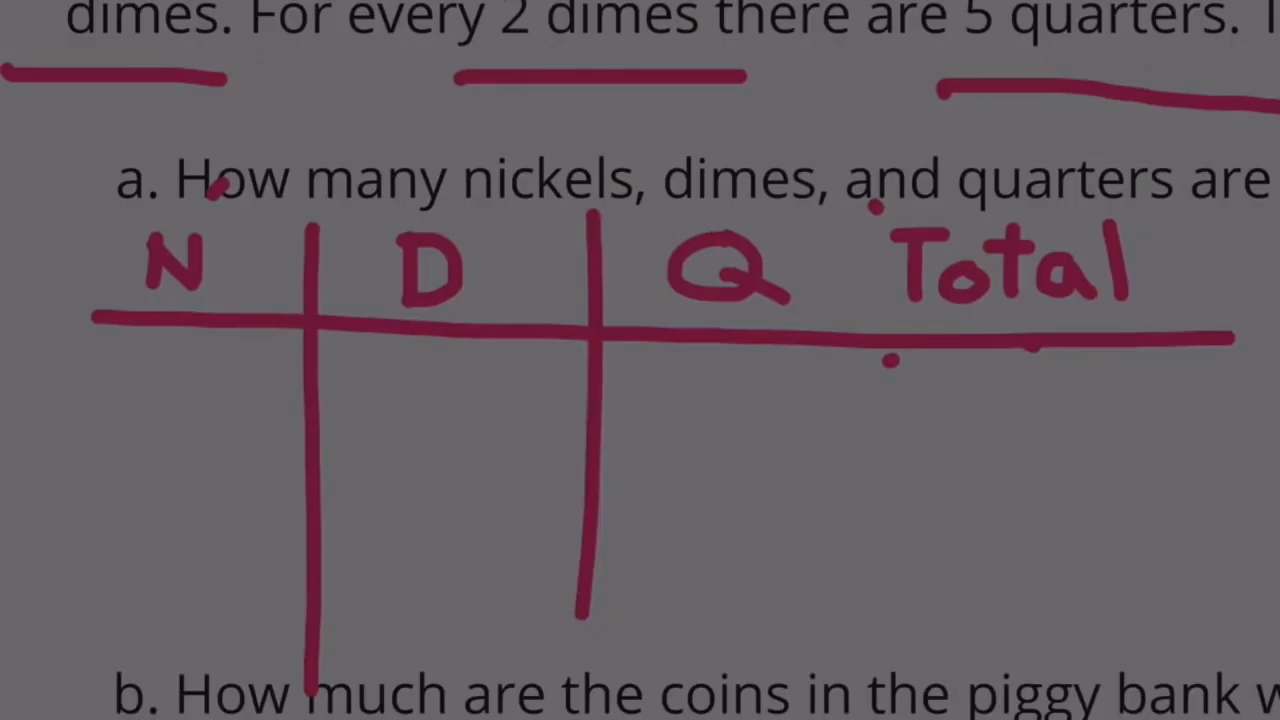 dimes. For every 2 dimes there are 5 quarters.
a. How many nickels, dimes, and quarters are
N D Q Total
b. How much are the coins in the piggy bank